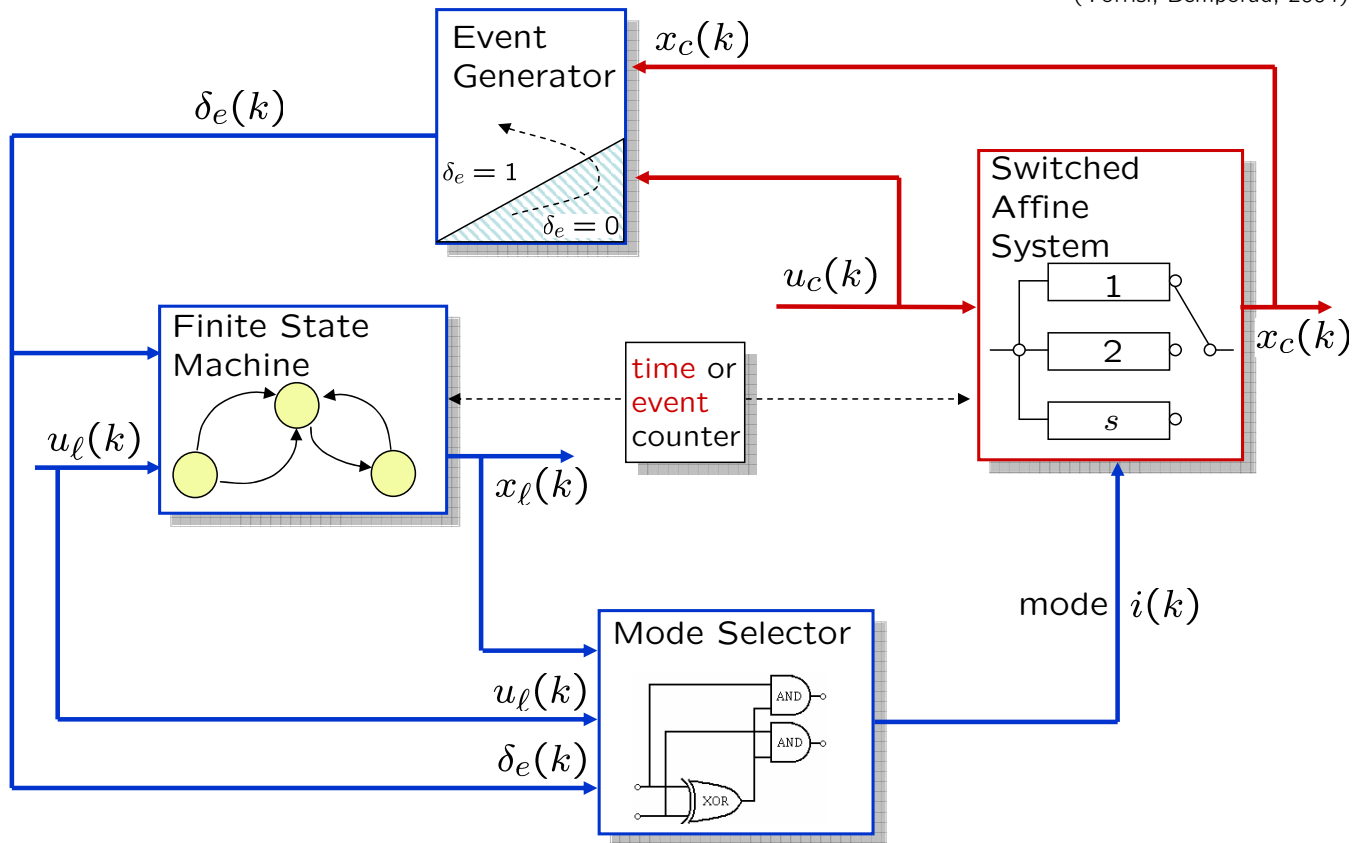 x_c(k)
Event
Generator
δ_e(k)
δ_e = 1
δ_e = 0
Switched
Affine
System
1
2
s
u_c(k)
x_c(k)
Finite State
Machine
time or
event
counter
u_ℓ(k)
x_ℓ(k)
mode i(k)
Mode Selector
AND
AND
XOR
u_ℓ(k)
δ_e(k)